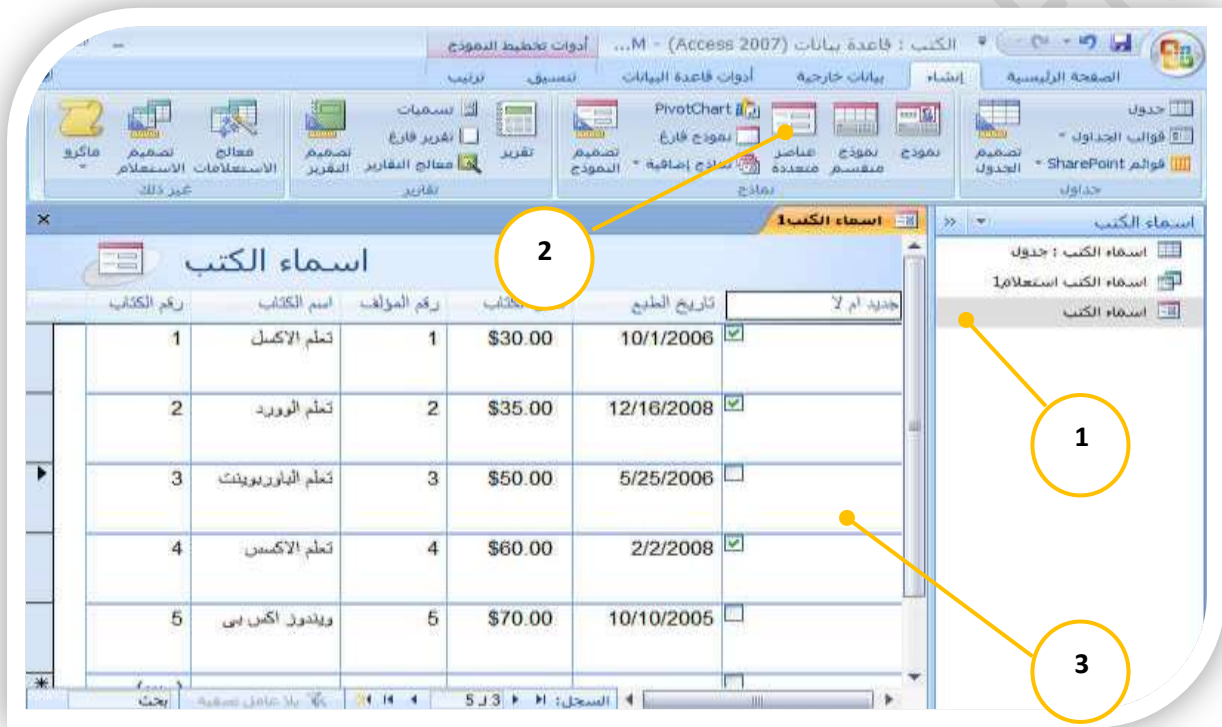 الكتب : قاعدة بيانات (Access 2007) - M...
أدوات تخطيط النموذج
الصفحة الرئيسية
إنشاء
بيانات خارجية
أدوات قاعدة البيانات
تنسيق
ترتيب
جدول
قوالب الجداول
قوائم SharePoint
تصميم الجدول
جداول
نموذج
نموذج منقسم
عناصر متعددة
PivotChart
نموذج فارغ
نماذج إضافية
تصميم النموذج
نماذج
تقرير
تسميات
تقرير فارغ
معالج التقارير
تصميم التقرير
تقارير
معالج الاستعلامات
تصميم الاستعلام
ماكرو
غير ذلك
اسماء الكتب
اسماء الكتب : جدول
اسماء الكتب استعلام1
اسماء الكتب
اسماء الكتب1
اسماء الكتب
جديد ام لا تاريخ الطبع الكتاب رقم المؤلف اسم الكتاب رقم الكتاب
10/1/2006 $30.00 1 تعلم الاكسل 1
12/16/2008 $35.00 2 تعلم الوورد 2
5/25/2006 $50.00 3 تعلم الباوربوينت 3
2/2/2008 $60.00 4 تعلم الاكسس 4
10/10/2005 $70.00 5 ويندوز اكس بى 5
السجل: 3 لـ 5
بلا عامل تصفية
بحث
1
2
3